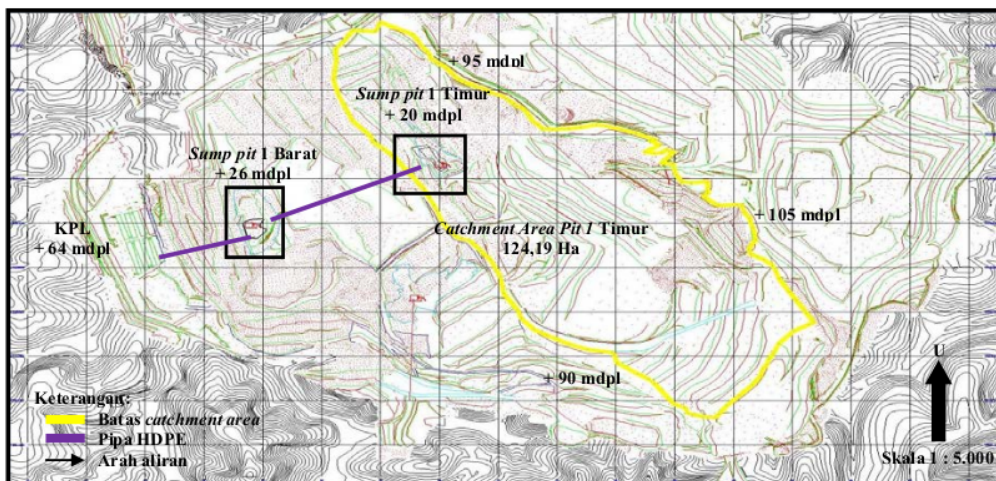 + 95 mdpl
Sump pit 1 Timur
+ 20 mdpl
Sump pit 1 Barat
+ 26 mdpl
KPL
+ 64 mdpl
+ 105 mdpl
Catchment Area Pit 1 Timur
124,19 Ha
+ 90 mdpl
U
Keterangan:
Batas catchment area
Pipa HDPE
Arah aliran
Skala 1 : 5.000